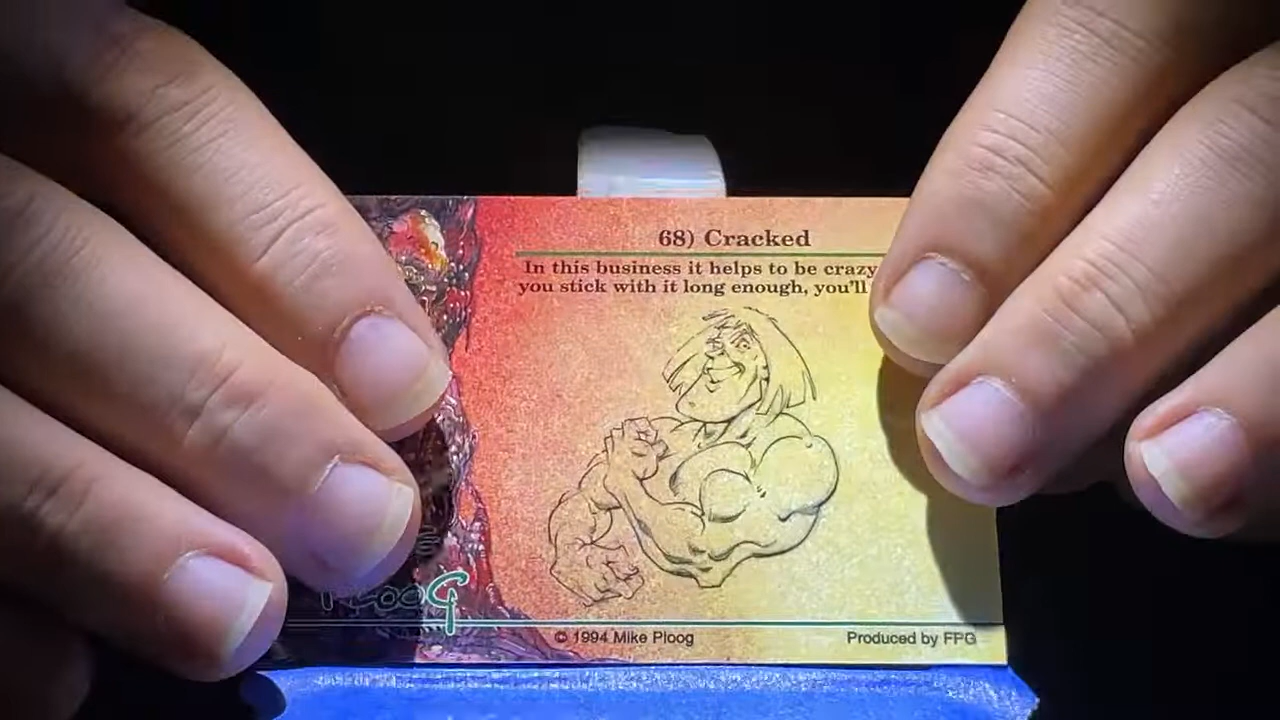 68) Cracked
In this business it helps to be crazy
you stick with it long enough, you'll
PLOOG
© 1994 Mike Ploog
Produced by FPG